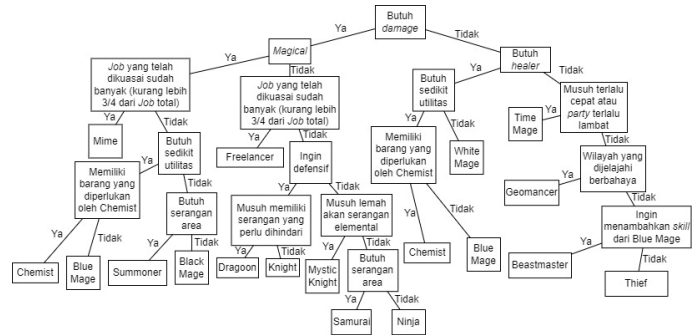 Butuh
damage
Ya
Tidak
Magical
Butuh
healer
Ya
Tidak
Ya
Tidak
Job yang telah
dikuasai sudah
banyak (kurang lebih
3/4 dari Job total)
Job yang telah
dikuasai sudah
banyak (kurang lebih
3/4 dari Job total)
Butuh
sedikit
utilitas
Musuh terlalu
cepat atau
party terlalu
lambat
Ya
Tidak
Ya
Tidak
Ya
Tidak
Ya
Tidak
Mime
Butuh
sedikit
utilitas
Freelancer
Ingin
defensif
Memiliki
barang yang
diperlukan
oleh Chemist
White
Mage
Time
Mage
Wilayah yang
dijelajahi
berbahaya
Ya
Tidak
Ya
Tidak
Ya
Tidak
Ya
Tidak
Memiliki
barang yang
diperlukan
oleh Chemist
Butuh
serangan
area
Musuh memiliki
serangan yang
perlu dihindari
Musuh lemah
akan serangan
elemental
Chemist
Blue
Mage
Geomancer
Ingin
menambahkan skill
dari Blue Mage
Ya
Tidak
Ya
Tidak
Ya
Tidak
Ya
Tidak
Ya
Tidak
Chemist
Blue
Mage
Summoner
Black
Mage
Dragoon
Knight
Mystic
Knight
Butuh
serangan
area
Beastmaster
Thief
Ya
Tidak
Samurai
Ninja